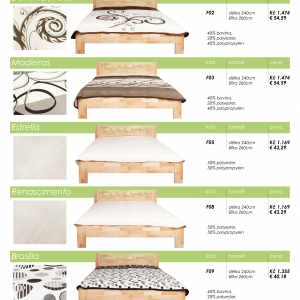 F02 délka 240cm Kč 1.474
šířka 260cm € 54,59
40% bavlna,
20% polyester,
40% polypropylen
Madeiras kód rozměr cena
F03 délka 240cm Kč 1.474
šířka 260cm € 54,59
40% bavlna,
20% polyester,
40% polypropylen
Estrella kód rozměr cena
F05 délka 240cm Kč 1.169
šířka 260cm € 43,29
50% polyester,
50% polypropylen
Renascimento kód rozměr cena
F08 délka 240cm Kč 1.169
šířka 260cm € 43,29
50% polyester,
50% polypropylen
Brasilia kód rozměr cena
F09 délka 240cm Kč 1.355
šířka 260cm € 40,18
40% bavlna,
20% polyester,
40% polypropylen